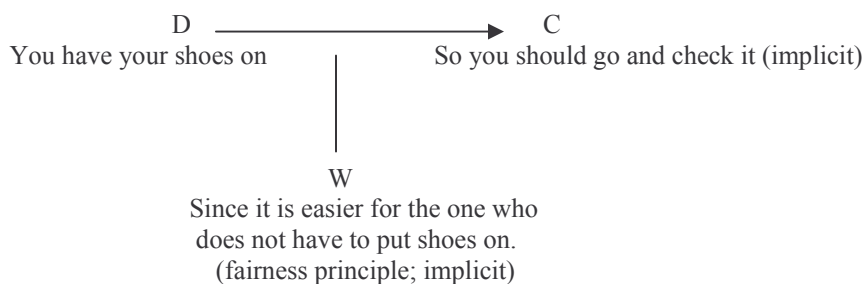 D C
You have your shoes on So you should go and check it (implicit)
W
Since it is easier for the one who
does not have to put shoes on.
(fairness principle; implicit)